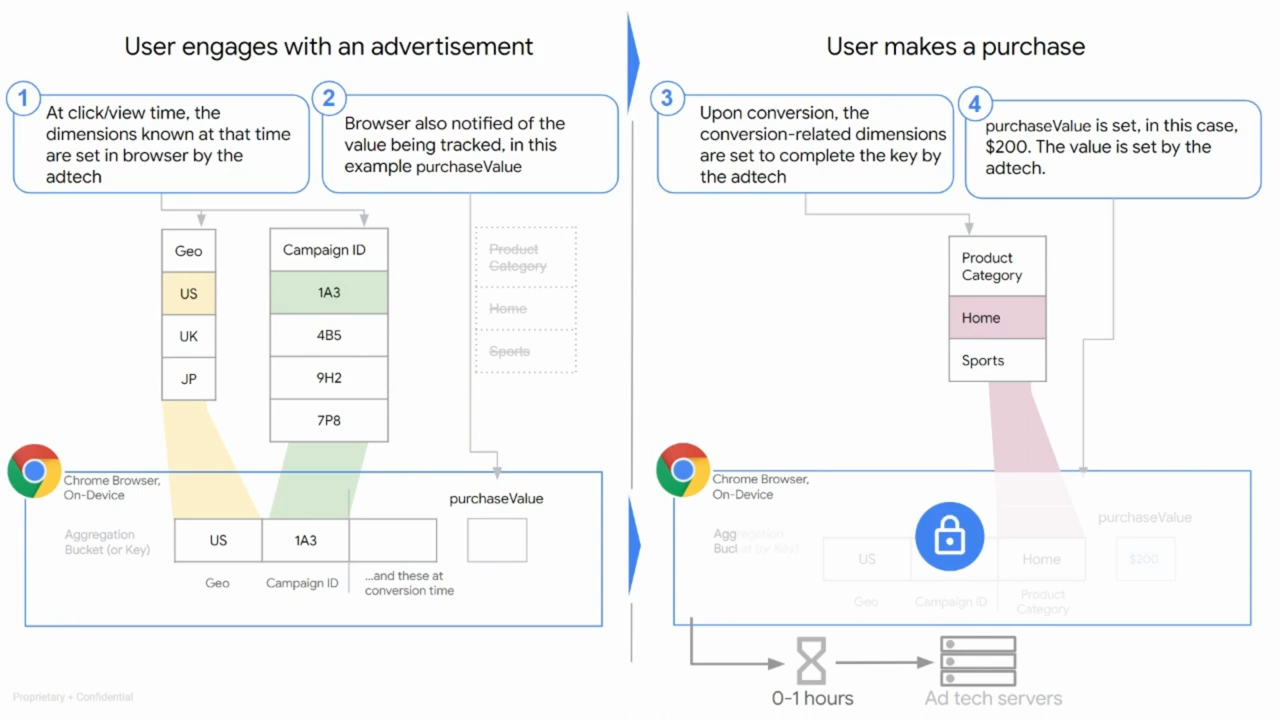 User engages with an advertisement
1
At click/view time, the
dimensions known at that time
are set in browser by the
adtech
2
Browser also notified of the
value being tracked, in this
example purchaseValue
Geo
US
UK
JP
Campaign ID
1A3
4B5
9H2
7P8
Product
Category
Home
Sports
Chrome Browser,
On-Device
Aggregation
Bucket (or Key)
US
1A3
Geo
Campaign ID
...and these at
conversion time
purchaseValue
User makes a purchase
3
Upon conversion, the
conversion-related dimensions
are set to complete the key by
the adtech
4
purchaseValue is set, in this case,
$200. The value is set by the
adtech.
Product
Category
Home
Sports
Chrome Browser,
On-Device
Aggregation
Bucket (or Key)
US
Home
Geo
Campaign ID
Product
Category
purchaseValue
$200
0-1 hours
Ad tech servers
Proprietary + Confidential